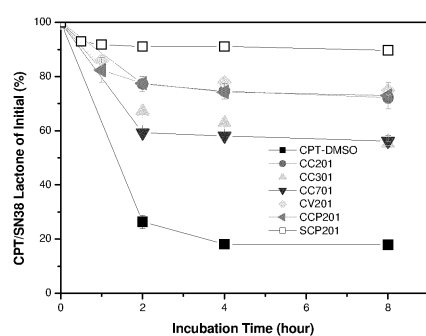 CPT/SN38 Lactone of Initial (%)
100
80
60
40
20
0
CPT-DMSO
CC201
CC301
CC701
CV201
CCP201
SCP201
0 2 4 6 8
Incubation Time (hour)